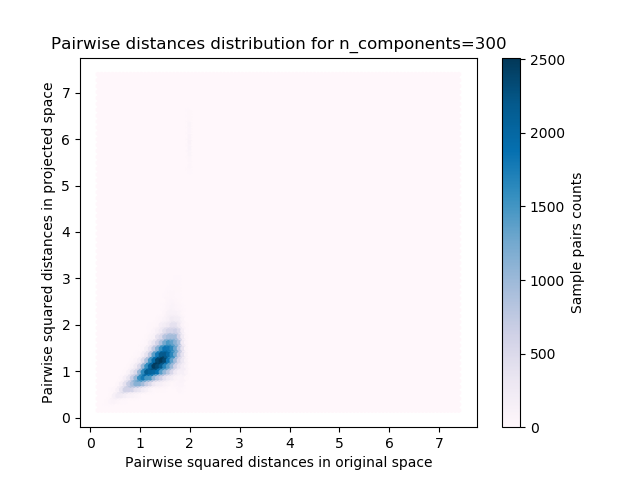 Pairwise distances distribution for n_components=300
Pairwise squared distances in projected space
7
6
5
4
3
2
1
0
0 1 2 3 4 5 6 7
Pairwise squared distances in original space
2500
2000
1500
1000
500
0
Sample pairs counts